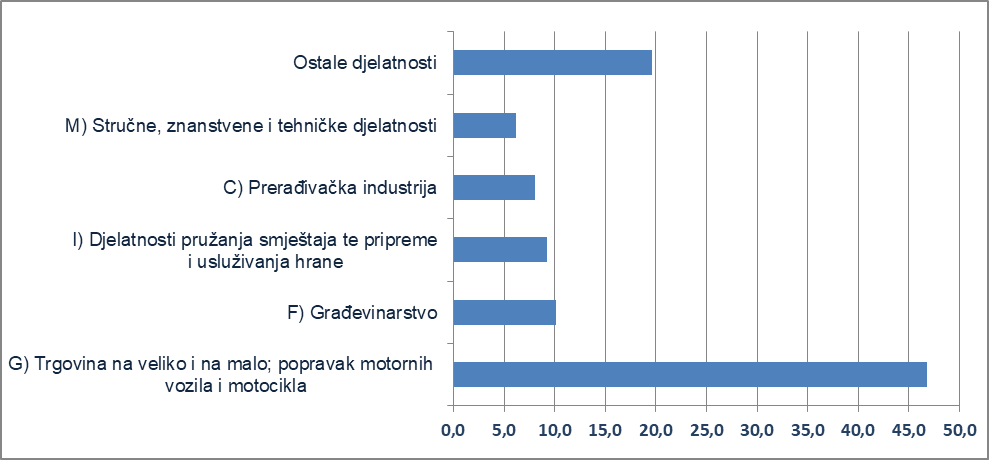 Ostale djelatnosti
M) Stručne, znanstvene i tehničke djelatnosti
C) Prerađivačka industrija
I) Djelatnosti pružanja smještaja te pripreme
i usluživanja hrane
F) Građevinarstvo
G) Trgovina na veliko i na malo; popravak motornih
vozila i motocikla
0,0 5,0 10,0 15,0 20,0 25,0 30,0 35,0 40,0 45,0 50,0